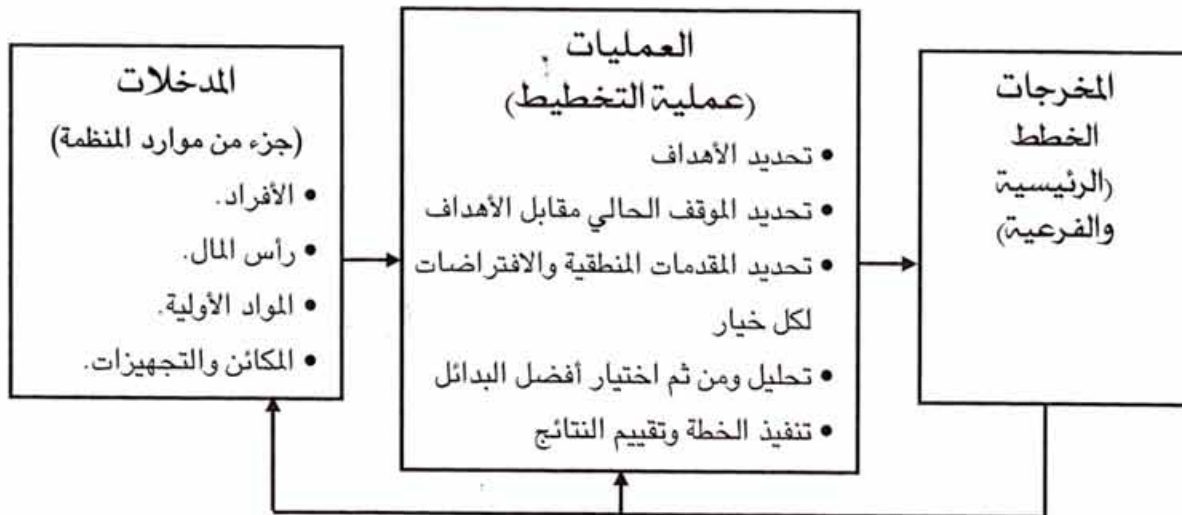 المدخلات
(جزء من موارد المنظمة)
• الأفراد.
• رأس المال.
• المواد الأولية.
• المكائن والتجهيزات.
العمليات
(عملية التخطيط)
• تحديد الأهداف
• تحديد الموقف الحالي مقابل الأهداف
• تحديد المقدمات المنطقية والافتراضات
لكل خيار
• تحليل ومن ثم اختيار أفضل البدائل
• تنفيذ الخطة وتقييم النتائج
المخرجات
الخطط
(الرئيسية
والفرعية)